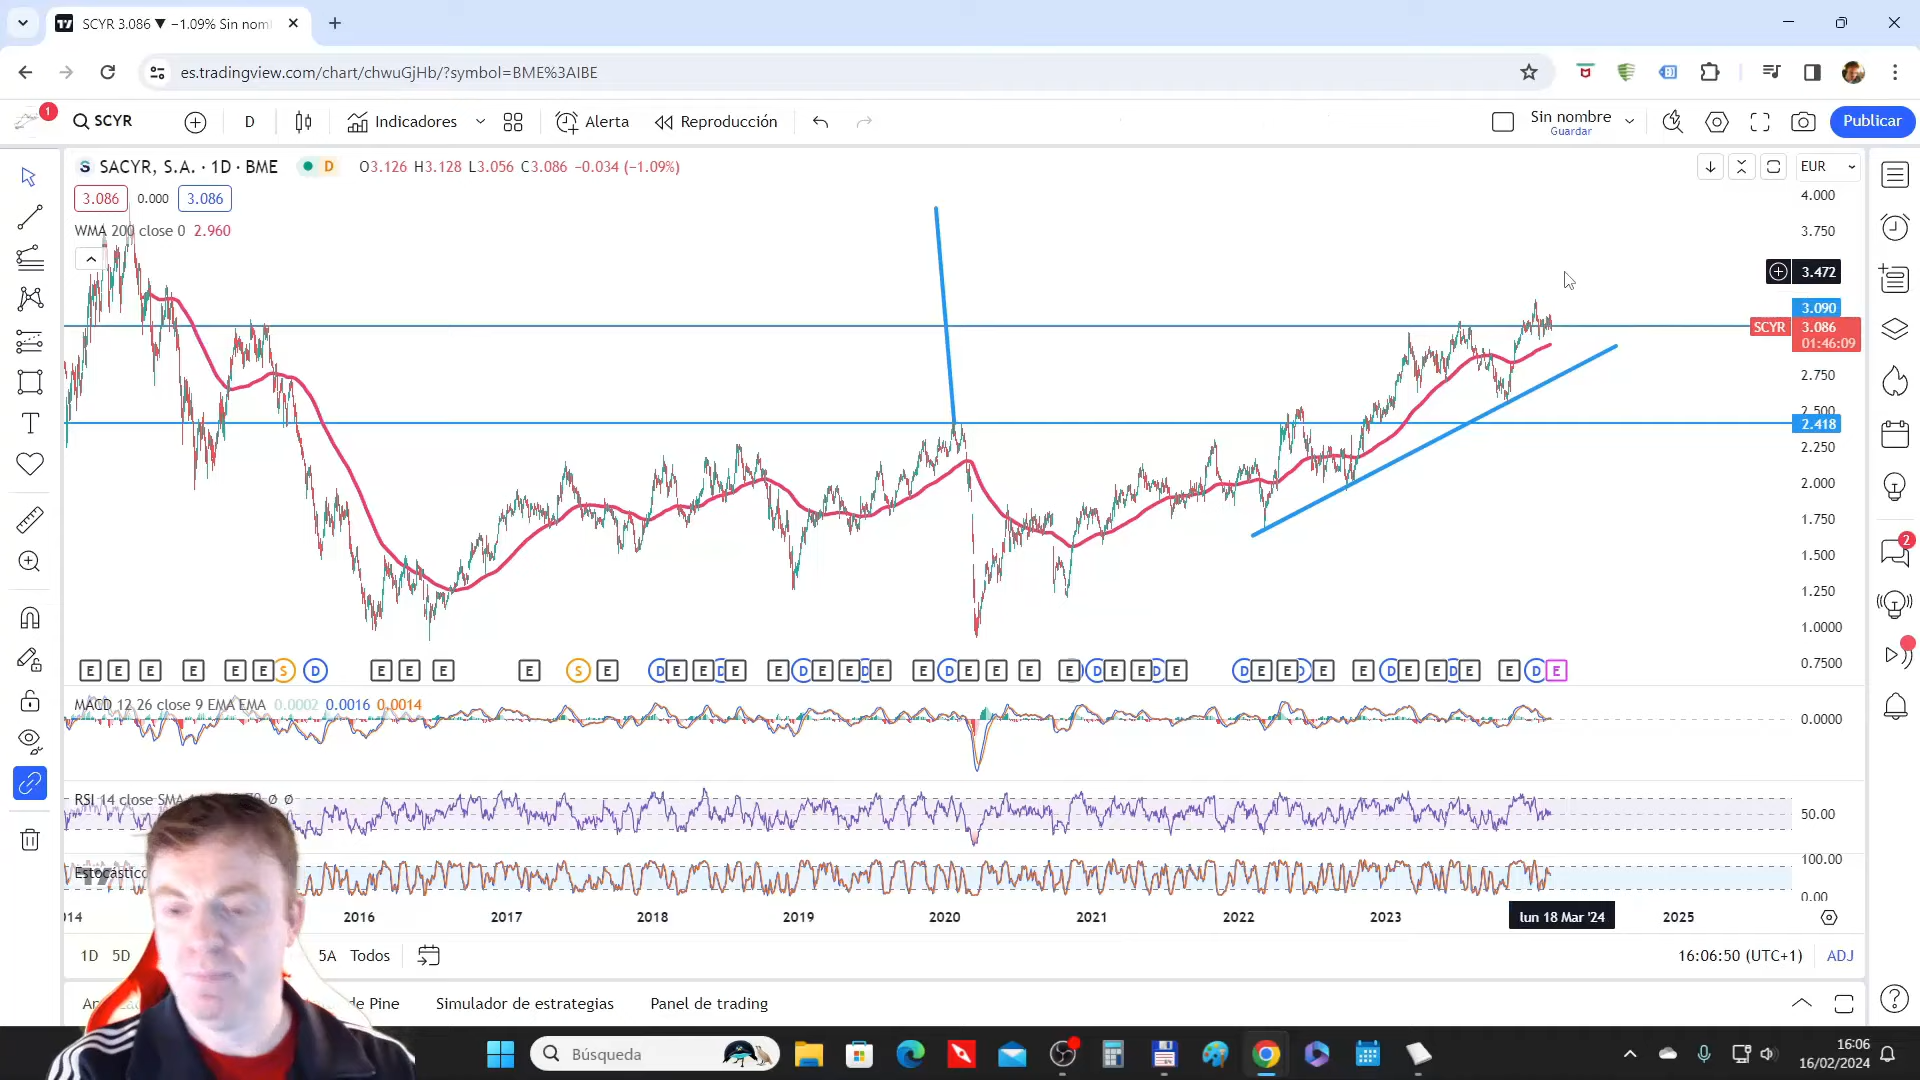 SCYR 3.086 ▼ −1.09% Sin nom
es.tradingview.com/chart/chwuGjHb/?symbol=BME%3AIBE
1
SCYR
D
Indicadores
Alerta
Reproducción
Sin nombre
Guardar
Publicar
S SACYR, S.A. · 1D · BME D O3.126 H3.128 L3.056 C3.086 −0.034 (−1.09%)
EUR
3.086 0.000 3.086
WMA 200 close 0 2.960
4.000
3.750
3.472
3.090
SCYR 3.086
01:46:09
2.750
2.500
2.418
2.250
2.000
1.750
1.500
1.250
1.0000
0.7500
2
E E E E E E S D E E E E S E D E E D E E D E E D E E D E E E D E E D E D E E D E E D E D E E D E
MACD 12 26 close 9 EMA EMA 0.0002 0.0016 0.0014
0.0000
RSI 14 close SMA
50.00
Estocástico
100.00
0.00
2016 2017 2018 2019 2020 2021 2022 2023 lun 18 Mar '24 2025
1D 5D 5A Todos
16:06:50 (UTC+1) ADJ
de Pine Simulador de estrategias Panel de trading
Búsqueda
16:06
16/02/2024